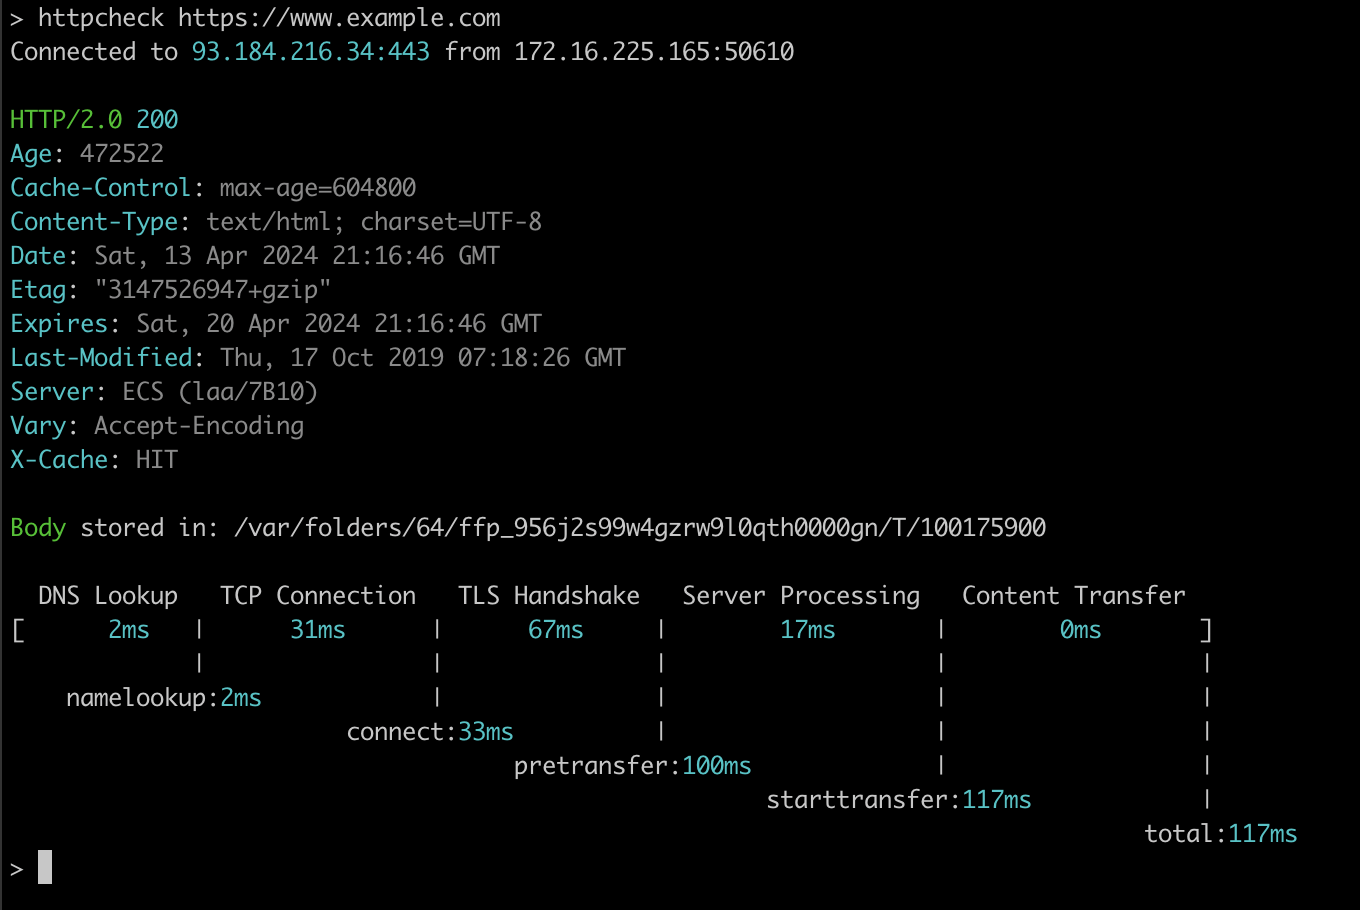 > httpcheck https://www.example.com
Connected to 93.184.216.34:443 from 172.16.225.165:50610
HTTP/2.0 200
Age: 472522
Cache-Control: max-age=604800
Content-Type: text/html; charset=UTF-8
Date: Sat, 13 Apr 2024 21:16:46 GMT
Etag: "3147526947+gzip"
Expires: Sat, 20 Apr 2024 21:16:46 GMT
Last-Modified: Thu, 17 Oct 2019 07:18:26 GMT
Server: ECS (laa/7B10)
Vary: Accept-Encoding
X-Cache: HIT
Body stored in: /var/folders/64/ffp_956j2s99w4gzrw9l0qth0000gn/T/100175900
DNS Lookup TCP Connection TLS Handshake Server Processing Content Transfer
[ 2ms | 31ms | 67ms | 17ms | 0ms ]
| | | | |
namelookup:2ms | | | |
connect:33ms | | |
pretransfer:100ms | |
starttransfer:117ms |
total:117ms
>